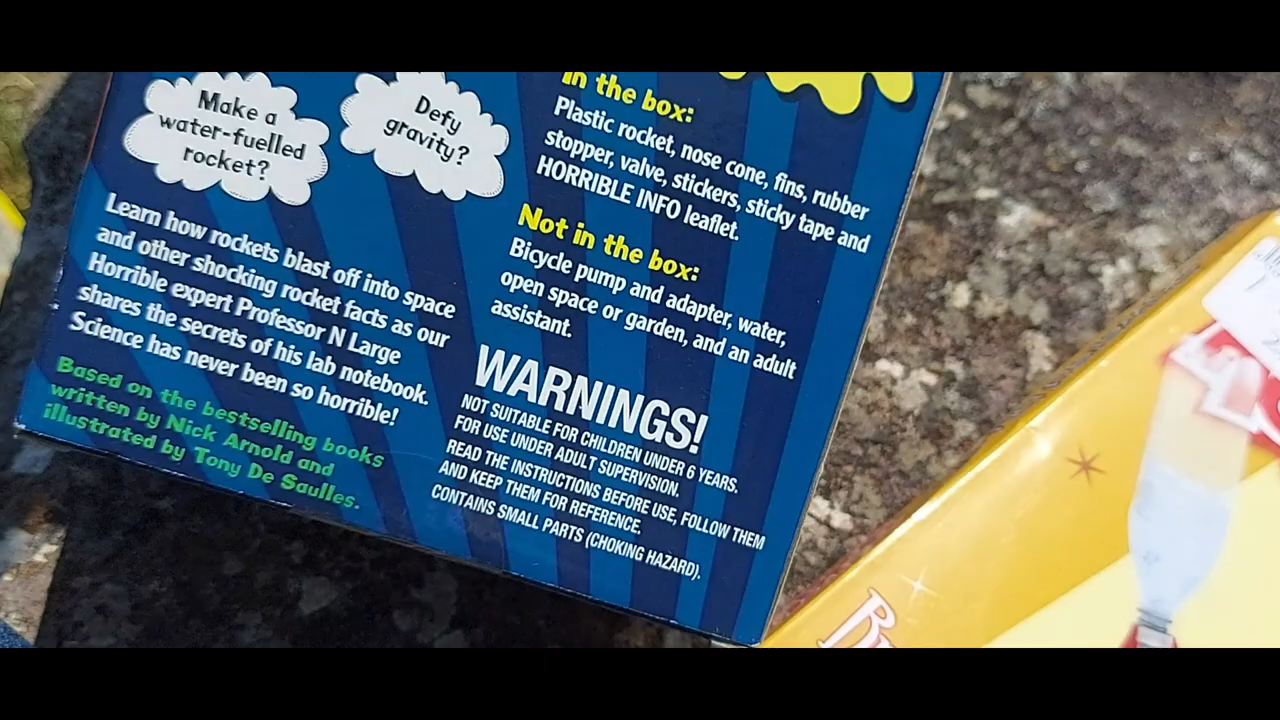 Make a
water-fuelled
rocket?
Defy
gravity?
Learn how rockets blast off into space
and other shocking rocket facts as our
Horrible expert Professor N Large
shares the secrets of his lab notebook.
Science has never been so horrible!
Based on the bestselling books
written by Nick Arnold and
illustrated by Tony De Saulles.
In the box:
Plastic rocket, nose cone, fins, rubber
stopper, valve, stickers, sticky tape and
HORRIBLE INFO leaflet.
Not in the box:
Bicycle pump and adapter, water,
open space or garden, and an adult
assistant.
WARNINGS!
NOT SUITABLE FOR CHILDREN UNDER 6 YEARS.
FOR USE UNDER ADULT SUPERVISION.
READ THE INSTRUCTIONS BEFORE USE, FOLLOW THEM
AND KEEP THEM FOR REFERENCE.
CONTAINS SMALL PARTS (CHOKING HAZARD).